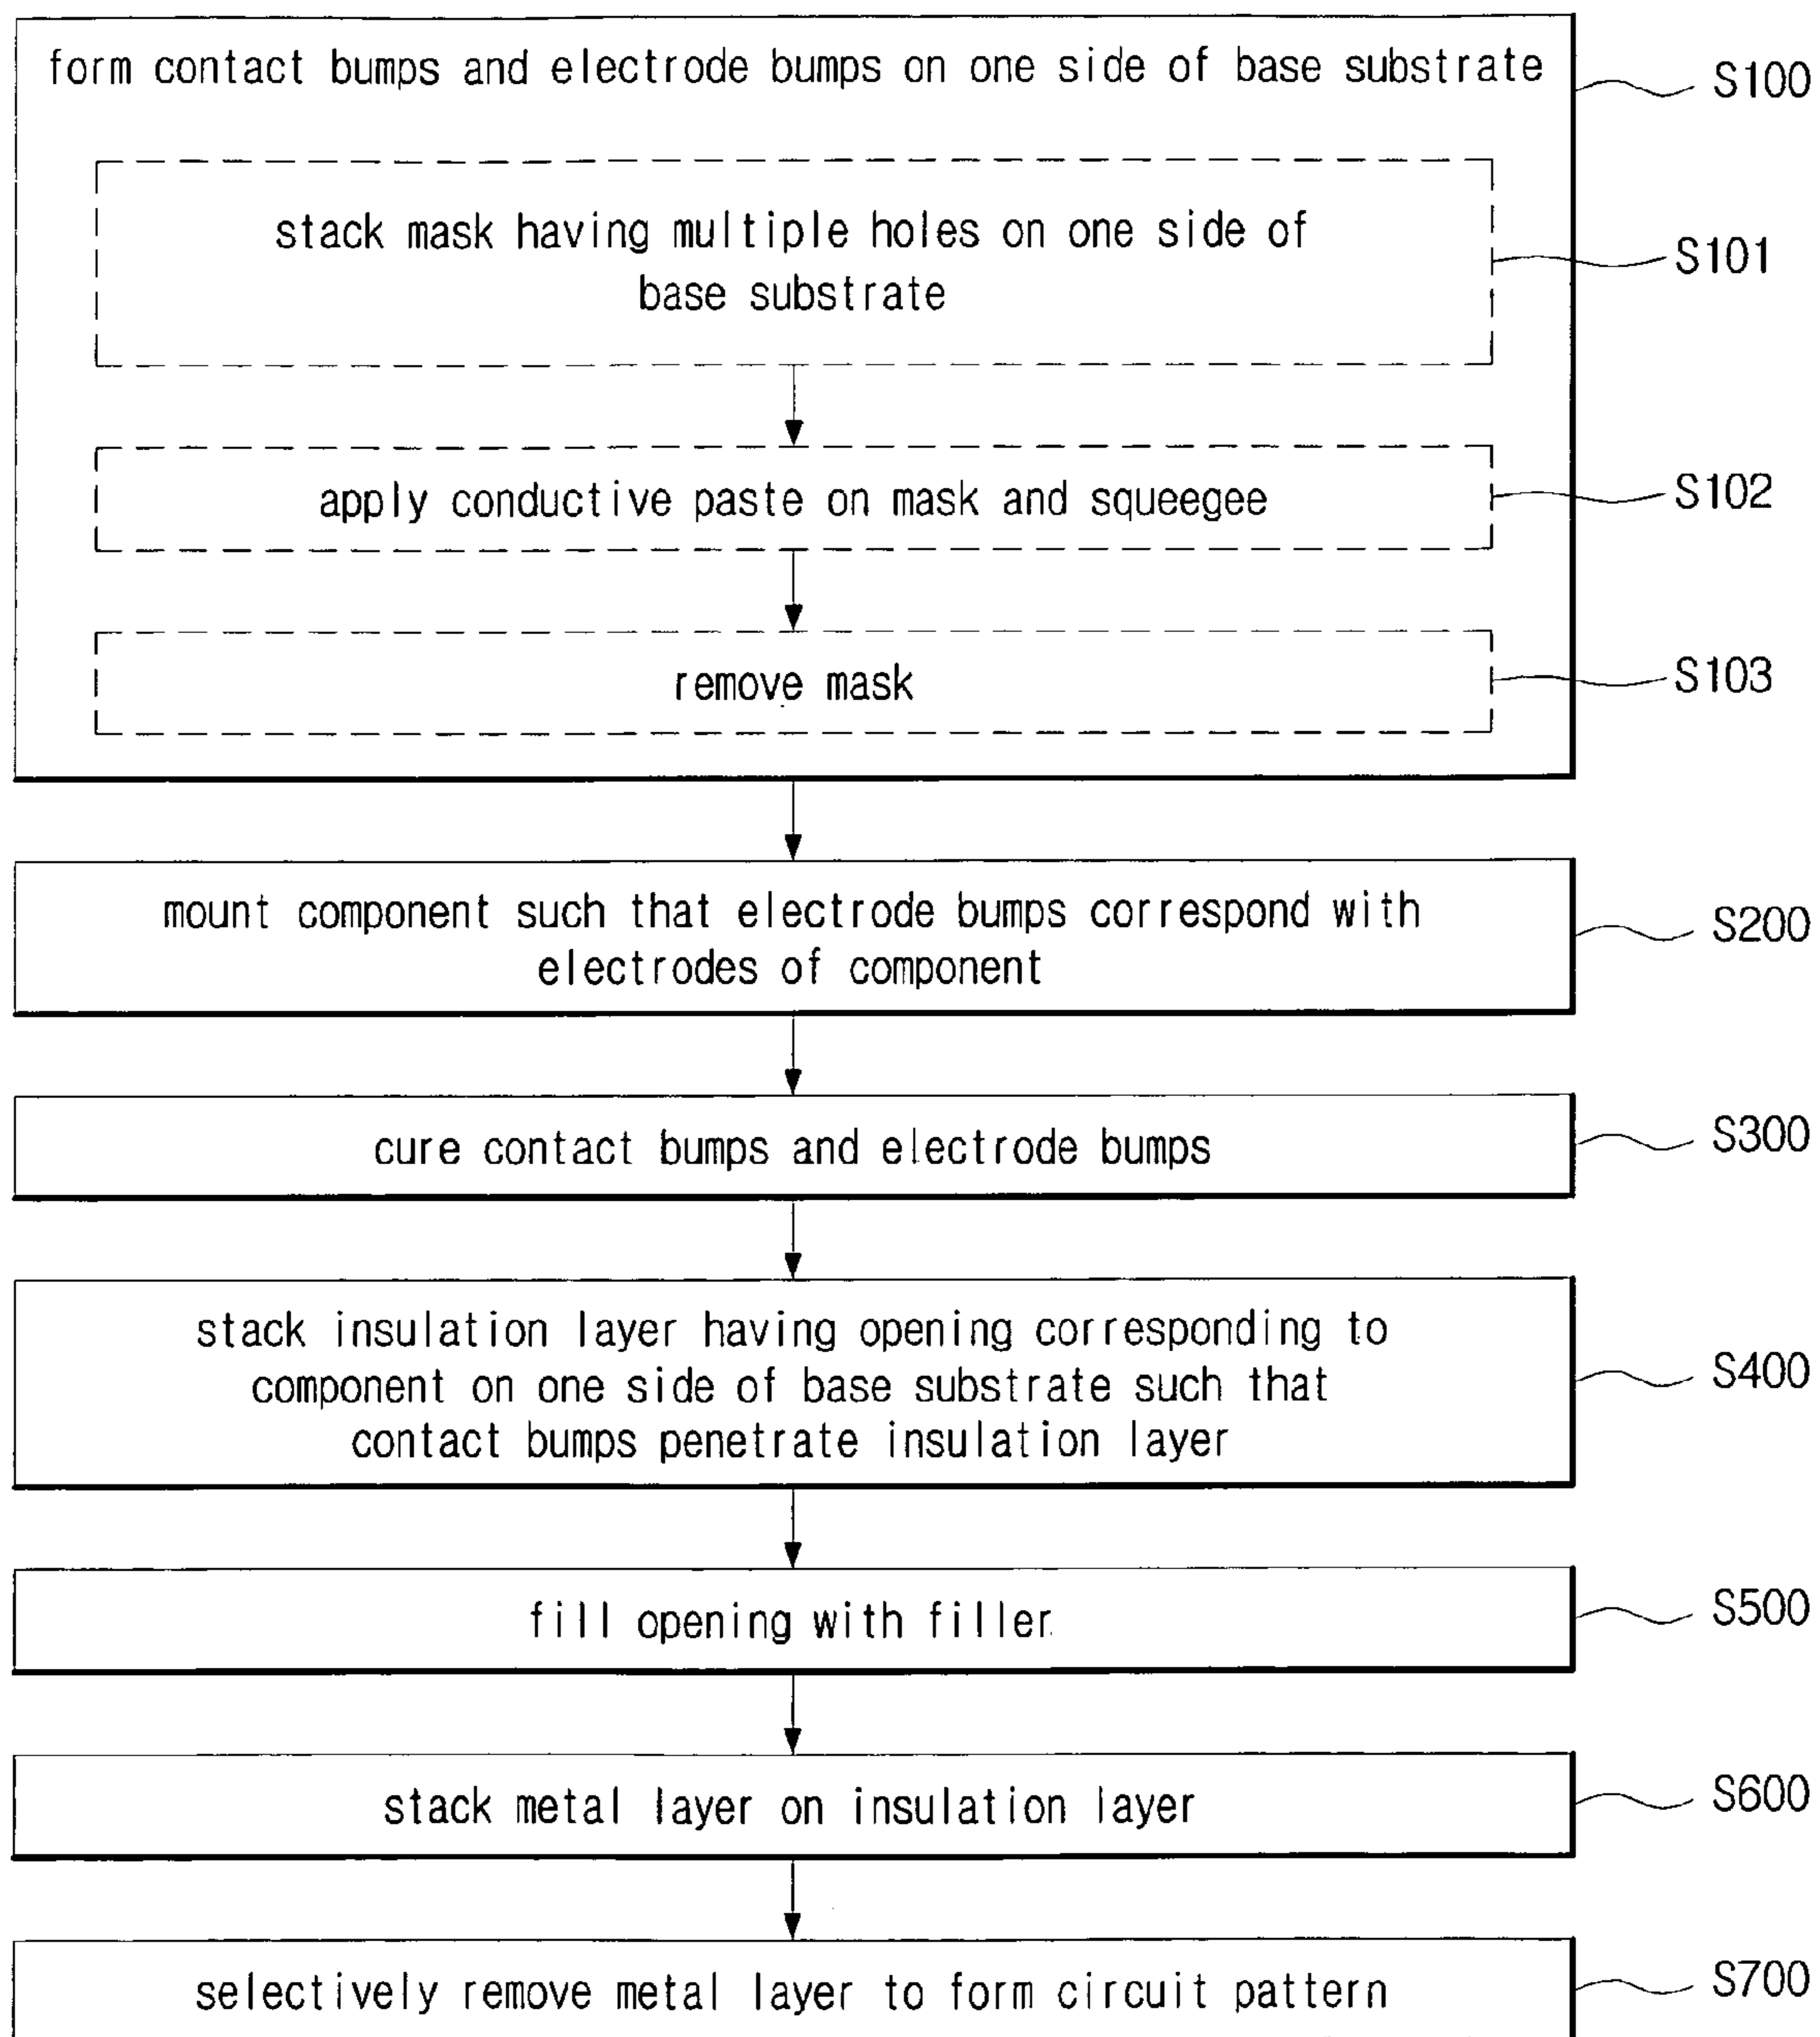 form contact bumps and electrode bumps on one side of base substrate
S100
stack mask having multiple holes on one side of
base substrate
S101
apply conductive paste on mask and squeegee
S102
remove mask
S103
mount component such that electrode bumps correspond with
electrodes of component
S200
cure contact bumps and electrode bumps
S300
stack insulation layer having opening corresponding to
component on one side of base substrate such that
contact bumps penetrate insulation layer
S400
fill opening with filler
S500
stack metal layer on insulation layer
S600
selectively remove metal layer to form circuit pattern
S700